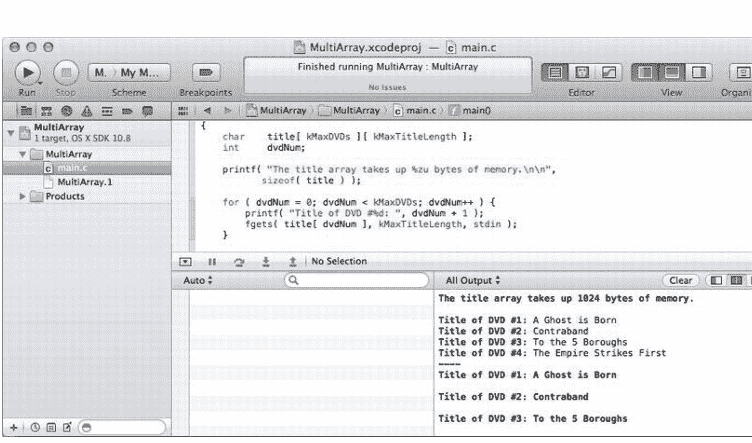 MultiArray.xcodeproj — main.c
Run Stop M. My M... Scheme Breakpoints
Finished running MultiArray : MultiArray
No Issues
Editor View Organi
MultiArray MultiArray main.c main()
MultiArray
1 target, OS X SDK 10.8
MultiArray
main.c
MultiArray.1
Products
{
char title[ kMaxDVDs ][ kMaxTitleLength ];
int dvdNum;
printf( "The title array takes up %zu bytes of memory.\n\n",
sizeof( title ) );
for ( dvdNum = 0; dvdNum < kMaxDVDs; dvdNum++ ) {
printf( "Title of DVD #%d: ", dvdNum + 1 );
fgets( title[ dvdNum ], kMaxTitleLength, stdin );
}
No Selection
Auto
All Output Clear
The title array takes up 1024 bytes of memory.
Title of DVD #1: A Ghost is Born
Title of DVD #2: Contraband
Title of DVD #3: To the 5 Boroughs
Title of DVD #4: The Empire Strikes First
----
Title of DVD #1: A Ghost is Born
Title of DVD #2: Contraband
Title of DVD #3: To the 5 Boroughs